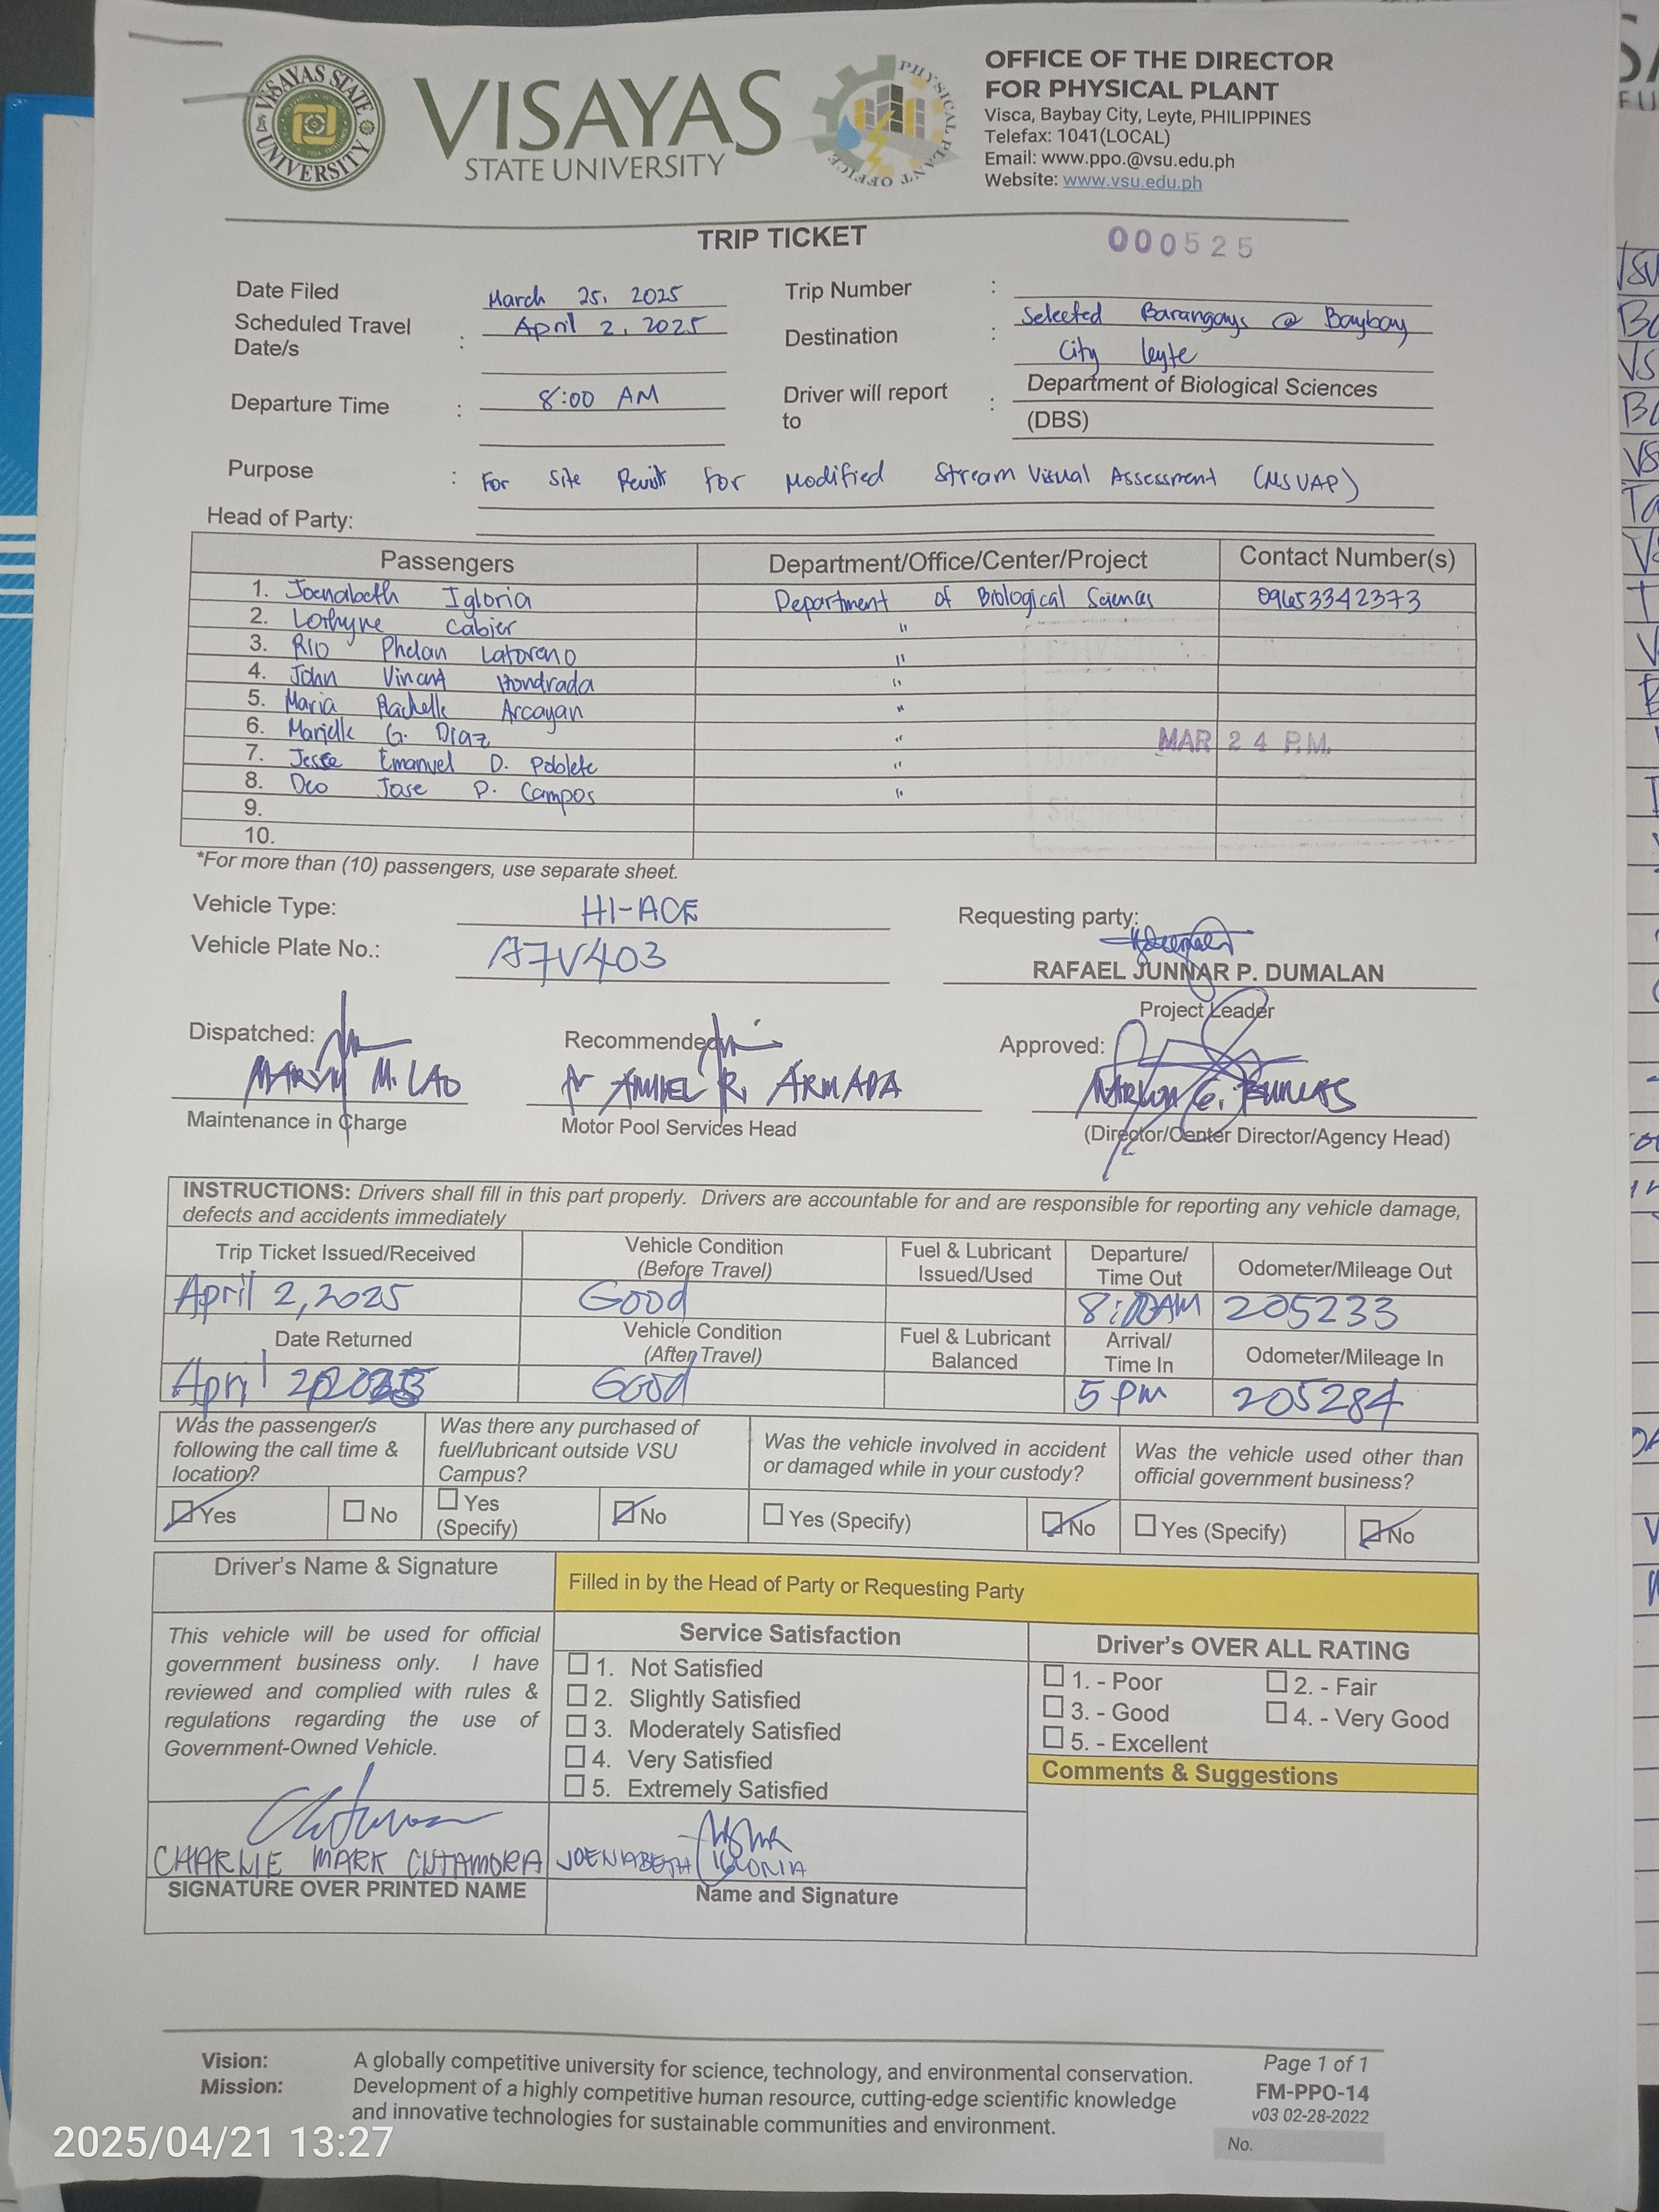 VISAYAS STATE UNIVERSITY
VISAYAS
STATE UNIVERSITY
PHYSICAL PLANT OFFICE
OFFICE OF THE DIRECTOR
FOR PHYSICAL PLANT
Visca, Baybay City, Leyte, PHILIPPINES
Telefax: 1041(LOCAL)
Email: www.ppo.@vsu.edu.ph
Website: www.vsu.edu.ph
TRIP TICKET 000525
Date Filed March 25, 2025 Trip Number :
Scheduled Travel Date/s : April 2, 2025 Destination : Selected Barangays @ Baybay
City Leyte
Departure Time : 8:00 AM Driver will report to : Department of Biological Sciences
(DBS)
Purpose : For Site Revisit For Modified Stream Visual Assessment (MSVAP)
Head of Party:
Passengers Department/Office/Center/Project Contact Number(s)
1. Joenabeth Igloria Department of Biological Sciences 09653342373
2. Lorhyne Cabier "
3. Rio Phelan Latoreno "
4. John Vincent Hondrada "
5. Maria Rachelle Arcayan "
6. Marielle G. Diaz " MAR 24 P.M.
7. Jesse Emanuel D. Poblete "
8. Deo Jose P. Campos "
9.
10.
*For more than (10) passengers, use separate sheet.
Vehicle Type: HI-ACE Requesting party:
Vehicle Plate No.: A7V403 RAFAEL JUNNAR P. DUMALAN
Project Leader
Dispatched: Recommended Approved:
MARVIN M. LAO R. ARMADA
Maintenance in Charge Motor Pool Services Head (Director/Center Director/Agency Head)
INSTRUCTIONS: Drivers shall fill in this part properly. Drivers are accountable for and are responsible for reporting any vehicle damage,
defects and accidents immediately
Trip Ticket Issued/Received Vehicle Condition (Before Travel) Fuel & Lubricant Issued/Used Departure/ Time Out Odometer/Mileage Out
April 2, 2025 Good 8:00AM 205233
Date Returned Vehicle Condition (After Travel) Fuel & Lubricant Balanced Arrival/ Time In Odometer/Mileage In
April 2, 2025 Good 5 pm 205284
Was the passenger/s following the call time & location? Was there any purchased of fuel/lubricant outside VSU Campus? Was the vehicle involved in accident or damaged while in your custody? Was the vehicle used other than official government business?
Yes No Yes (Specify) No Yes (Specify) No Yes (Specify) No
Driver's Name & Signature Filled in by the Head of Party or Requesting Party
This vehicle will be used for official
government business only. I have
reviewed and complied with rules &
regulations regarding the use of
Government-Owned Vehicle.
CHARLIE MARK CUTAMORA
SIGNATURE OVER PRINTED NAME
Service Satisfaction
1. Not Satisfied
2. Slightly Satisfied
3. Moderately Satisfied
4. Very Satisfied
5. Extremely Satisfied
JOENABETH IGLORIA
Name and Signature
Driver's OVER ALL RATING
1. - Poor 2. - Fair
3. - Good 4. - Very Good
5. - Excellent
Comments & Suggestions
Vision: A globally competitive university for science, technology, and environmental conservation.
Mission: Development of a highly competitive human resource, cutting-edge scientific knowledge
and innovative technologies for sustainable communities and environment.
Page 1 of 1
FM-PPO-14
v03 02-28-2022
No.
2025/04/21 13:27